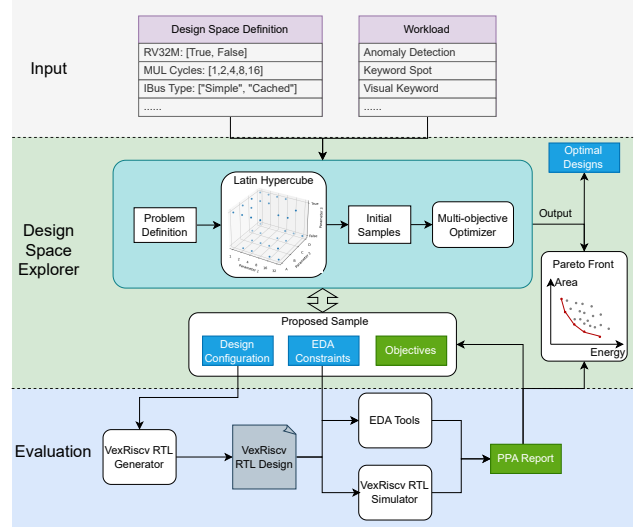 Input
Design Space Definition
RV32M: [True, False]
MUL Cycles: [1,2,4,8,16]
IBus Type: ["Simple", "Cached"]
......
Workload
Anomaly Detection
Keyword Spot
Visual Keyword
......
Design
Space
Explorer
Optimal
Designs
Problem
Definition
Latin Hypercube
Initial
Samples
Multi-objective
Optimizer
Output
Pareto Front
Area
Energy
Proposed Sample
Design
Configuration
EDA
Constraints
Objectives
Evaluation
VexRiscv RTL
Generator
VexRiscv
RTL Design
EDA Tools
VexRiscv RTL
Simulator
PPA Report